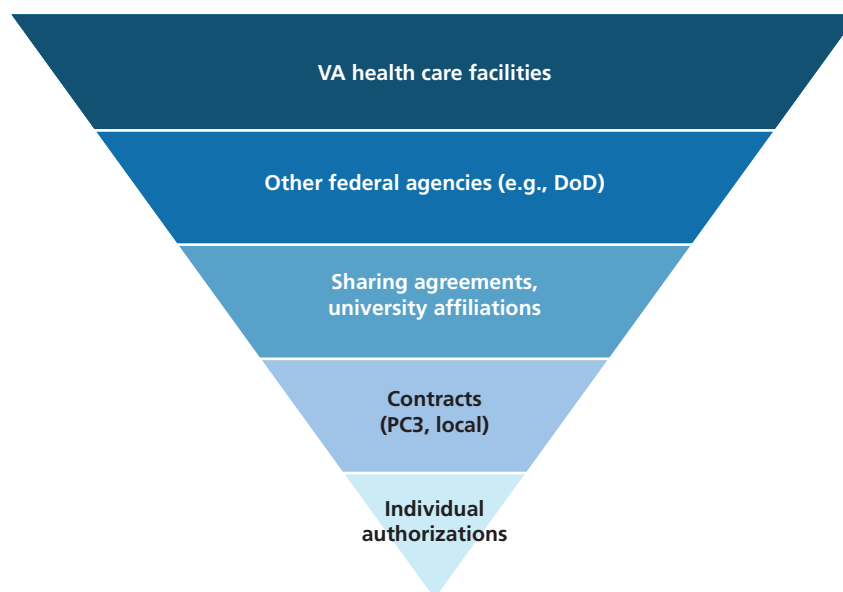 VA health care facilities
Other federal agencies (e.g., DoD)
Sharing agreements,
university affiliations
Contracts
(PC3, local)
Individual
authorizations